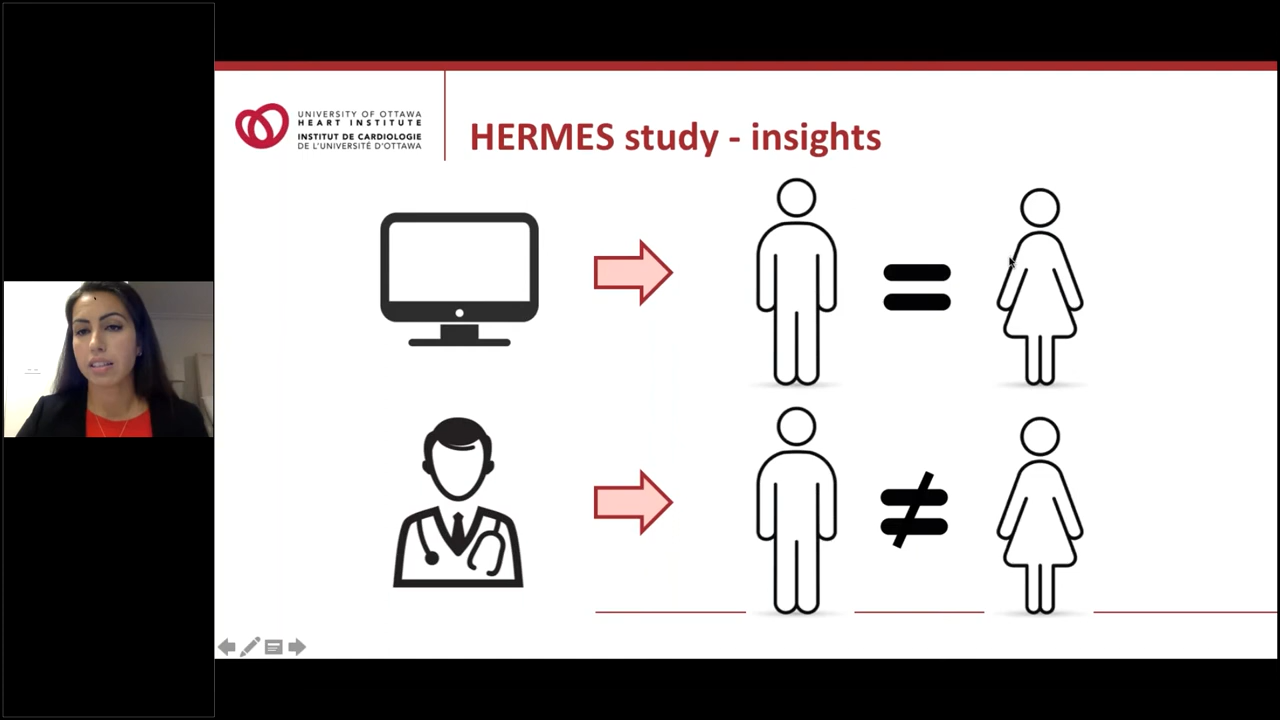 UNIVERSITY OF OTTAWA
HEART INSTITUTE
INSTITUT DE CARDIOLOGIE
DE L'UNIVERSITÉ D'OTTAWA
HERMES study - insights